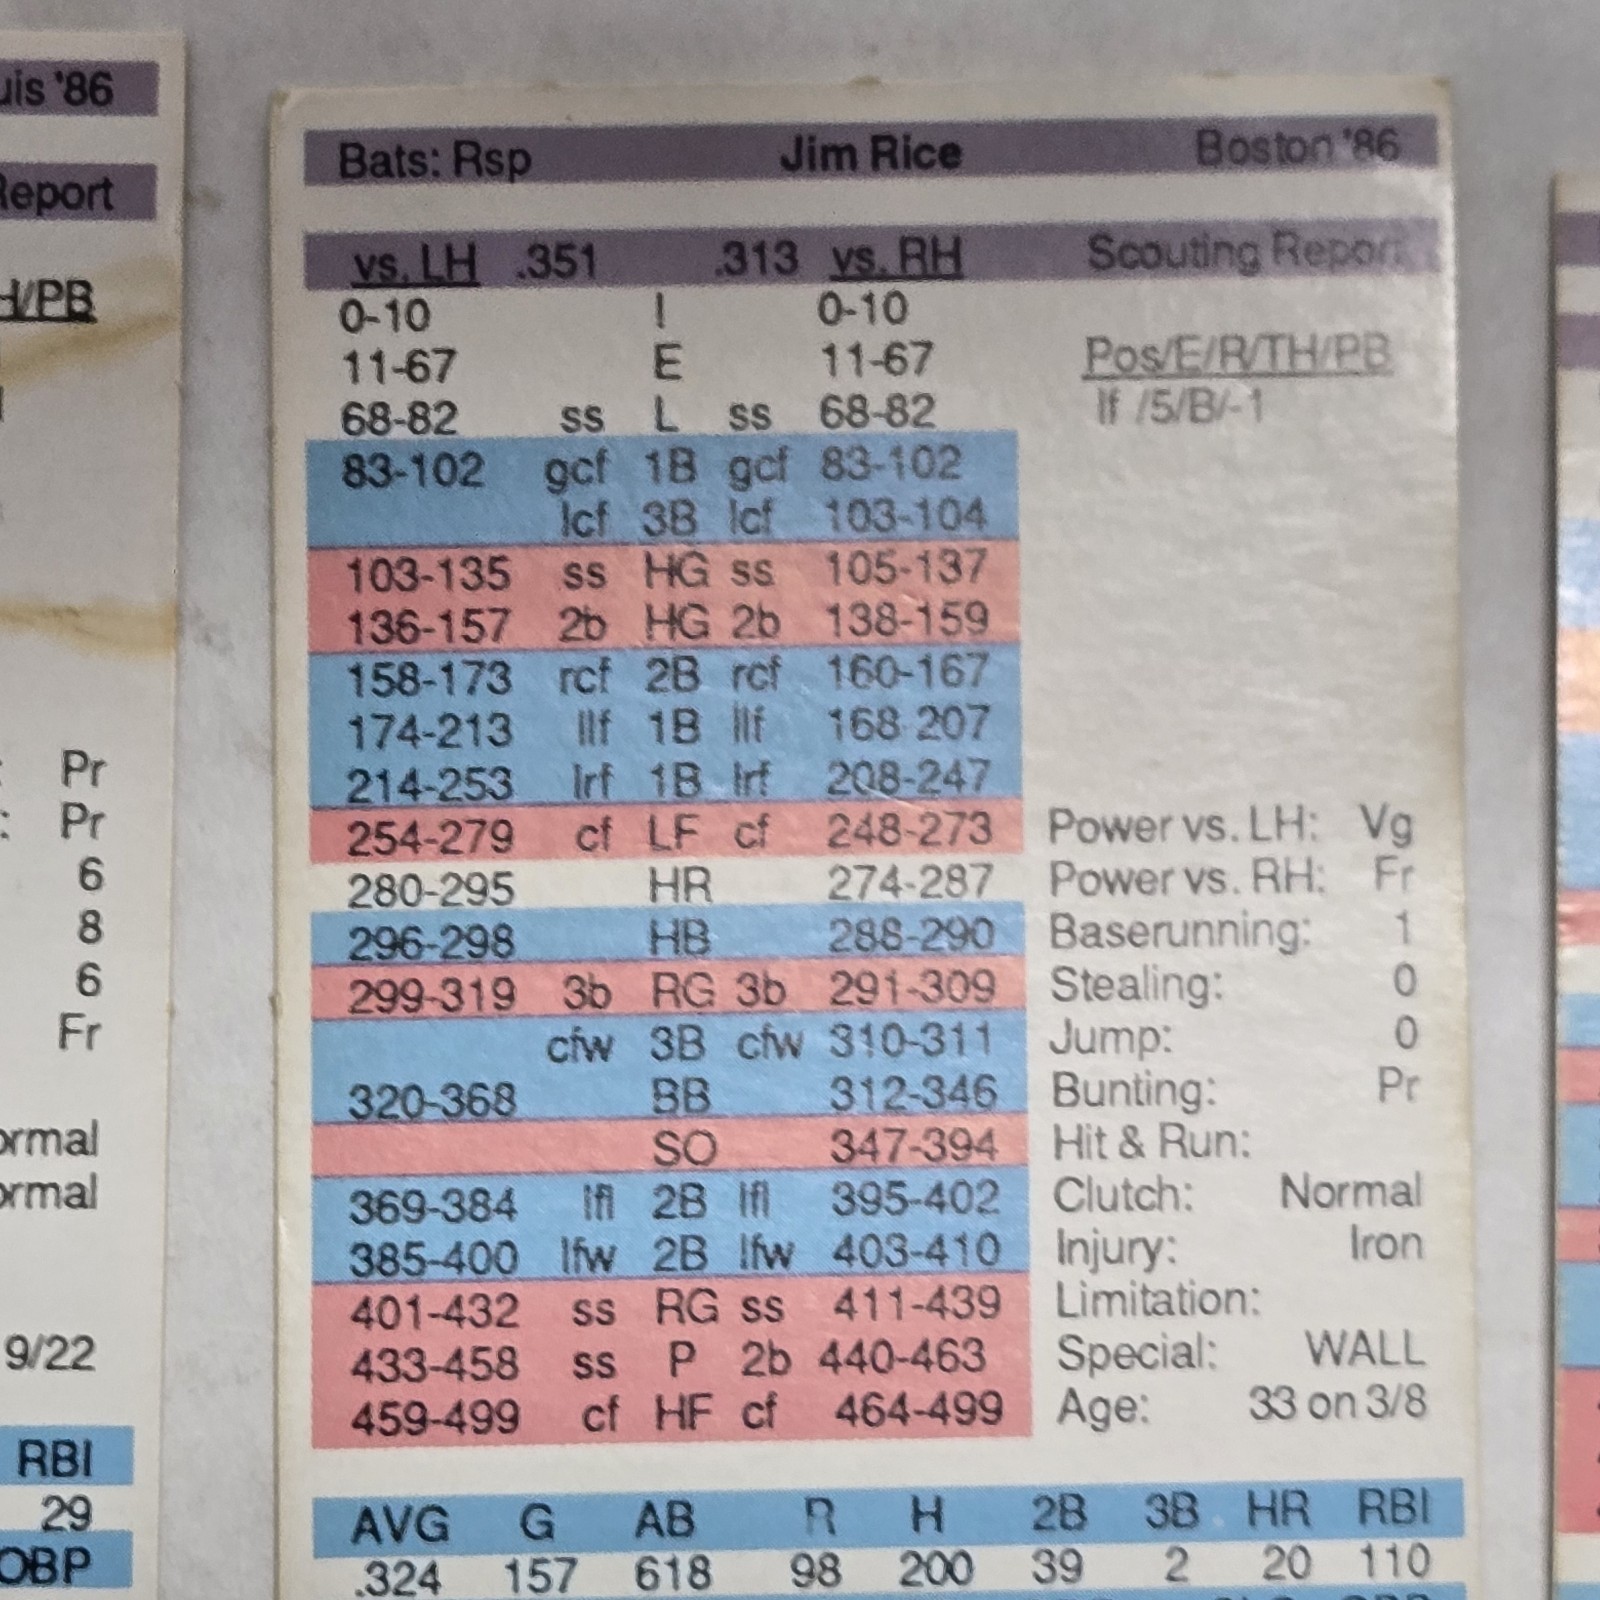 uis '86
Report
H/PB
Pr
Pr
6
8
6
Fr
ormal
ormal
9/22
RBI
29
OBP
Bats: Rsp Jim Rice Boston '86
vs. LH .351 .313 vs. RH Scouting Report
0-10 I 0-10
11-67 E 11-67 Pos/E/R/TH/PB
68-82 ss L ss 68-82 lf /5/B/-1
83-102 gcf 1B gcf 83-102
lcf 3B lcf 103-104
103-135 ss HG ss 105-137
136-157 2b HG 2b 138-159
158-173 rcf 2B rcf 160-167
174-213 llf 1B llf 168-207
214-253 lrf 1B lrf 208-247
254-279 cf LF cf 248-273 Power vs. LH: Vg
280-295 HR 274-287 Power vs. RH: Fr
296-298 HB 288-290 Baserunning: 1
299-319 3b RG 3b 291-309 Stealing: 0
cfw 3B cfw 310-311 Jump: 0
320-368 BB 312-346 Bunting: Pr
SO 347-394 Hit & Run:
369-384 lfl 2B lfl 395-402 Clutch: Normal
385-400 lfw 2B lfw 403-410 Injury: Iron
401-432 ss RG ss 411-439 Limitation:
433-458 ss P 2b 440-463 Special: WALL
459-499 cf HF cf 464-499 Age: 33 on 3/8
AVG G AB R H 2B 3B HR RBI
.324 157 618 98 200 39 2 20 110